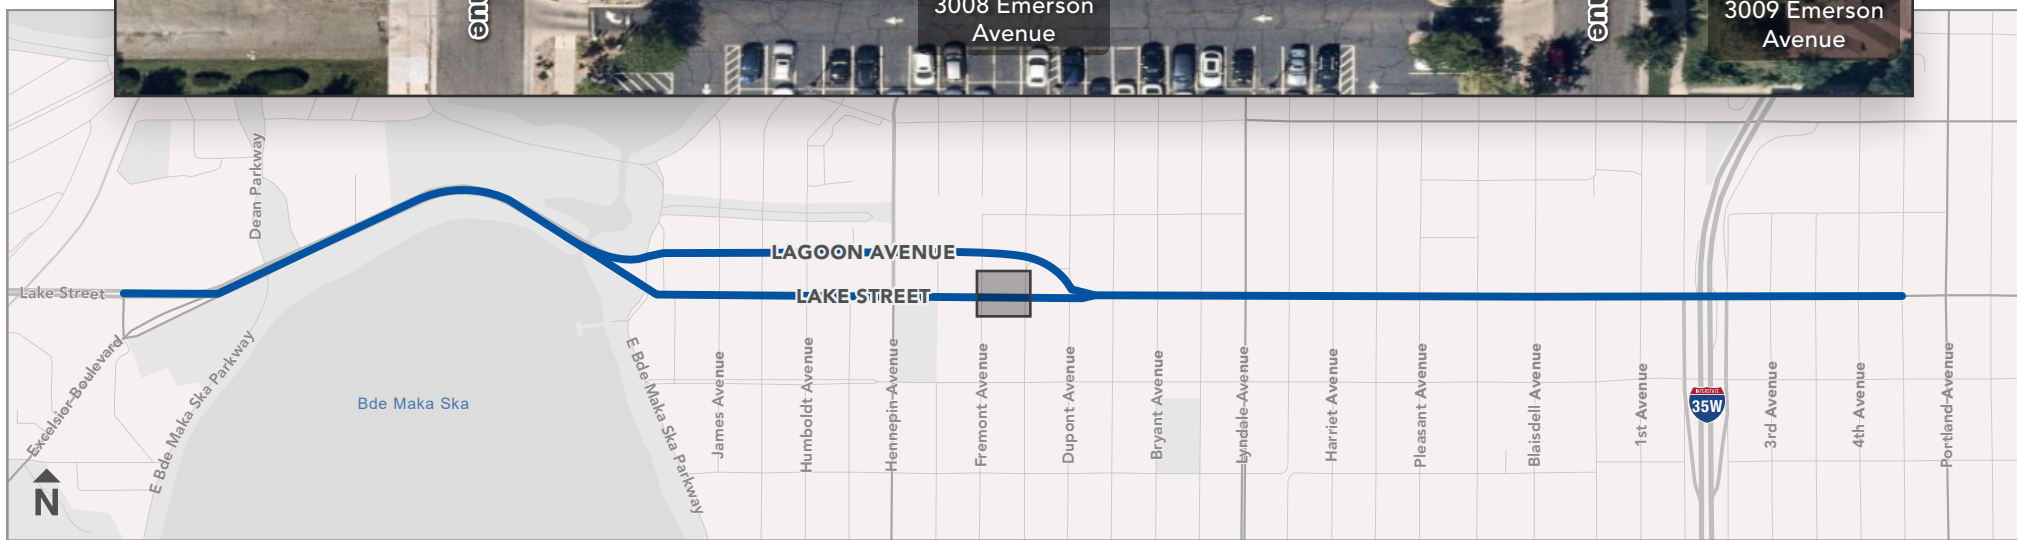 3008 Emerson
Avenue
3009 Emerson
Avenue
Dean Parkway
LAGOON AVENUE
Lake Street
LAKE STREET
Excelsior Boulevard
E Bde Maka Ska Parkway
Bde Maka Ska
E Bde Maka Ska Parkway
James Avenue
Humboldt Avenue
Hennepin Avenue
Fremont Avenue
Dupont Avenue
Bryant Avenue
Lyndale Avenue
Harriet Avenue
Pleasant Avenue
Blaisdell Avenue
1st Avenue
INTERSTATE
35W
3rd Avenue
4th Avenue
Portland Avenue
N